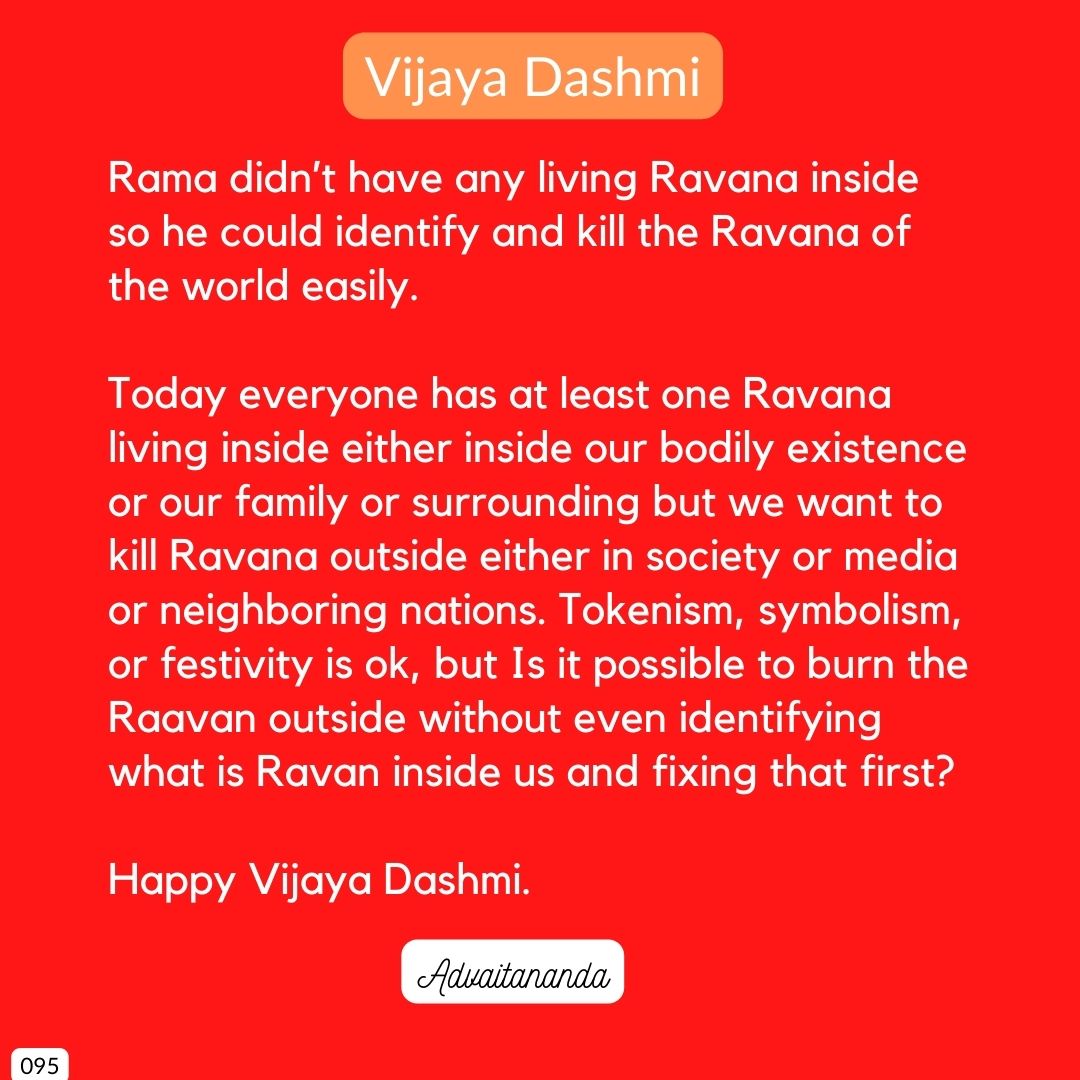 Vijaya Dashmi
Rama didn’t have any living Ravana inside
so he could identify and kill the Ravana of
the world easily.
Today everyone has at least one Ravana
living inside either inside our bodily existence
or our family or surrounding but we want to
kill Ravana outside either in society or media
or neighboring nations. Tokenism, symbolism,
or festivity is ok, but Is it possible to burn the
Raavan outside without even identifying
what is Ravan inside us and fixing that first?
Happy Vijaya Dashmi.
Advaitananda
095